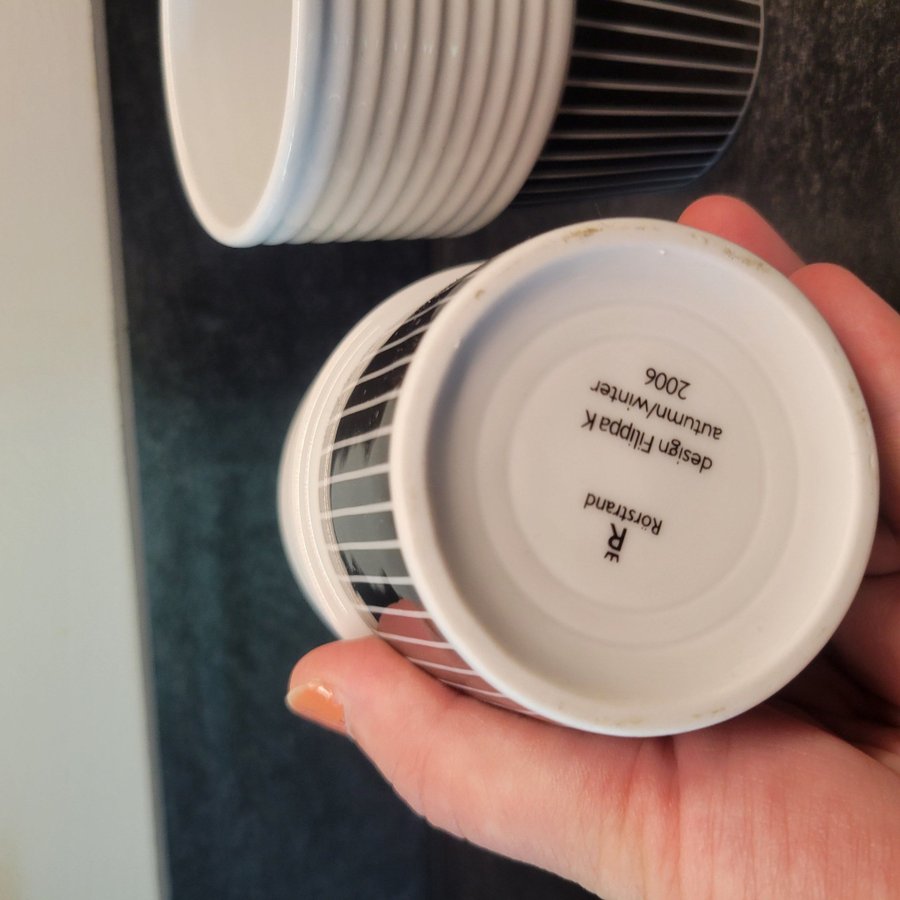 R
Rörstrand
design Filippa K
autumn/winter
2006